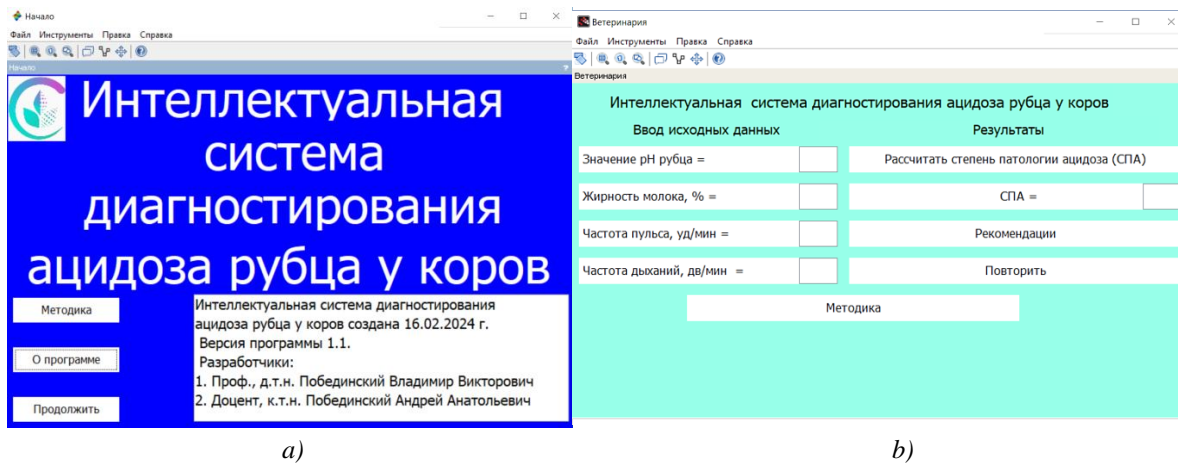 Начало
Файл Инструменты Правка Справка
Начало
?
Интеллектуальная
система
диагностирования
ацидоза рубца у коров
Методика
О программе
Продолжить
Интеллектуальная система диагностирования
ацидоза рубца у коров создана 16.02.2024 г.
Версия программы 1.1.
Разработчики:
1. Проф., д.т.н. Побединский Владимир Викторович
2. Доцент, к.т.н. Побединский Андрей Анатольевич
a)
Ветеринария
Файл Инструменты Правка Справка
Ветеринария
Интеллектуальная система диагностирования ацидоза рубца у коров
Ввод исходных данных
Результаты
Значение pH рубца =
Рассчитать степень патологии ацидоза (СПА)
Жирность молока, % =
СПА =
Частота пульса, уд/мин =
Рекомендации
Частота дыханий, дв/мин =
Повторить
Методика
b)